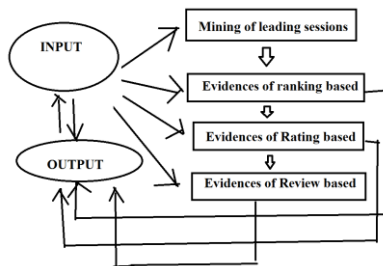 Mining of leading sessions
INPUT
Evidences of ranking based
Evidences of Rating based
OUTPUT
Evidences of Review based